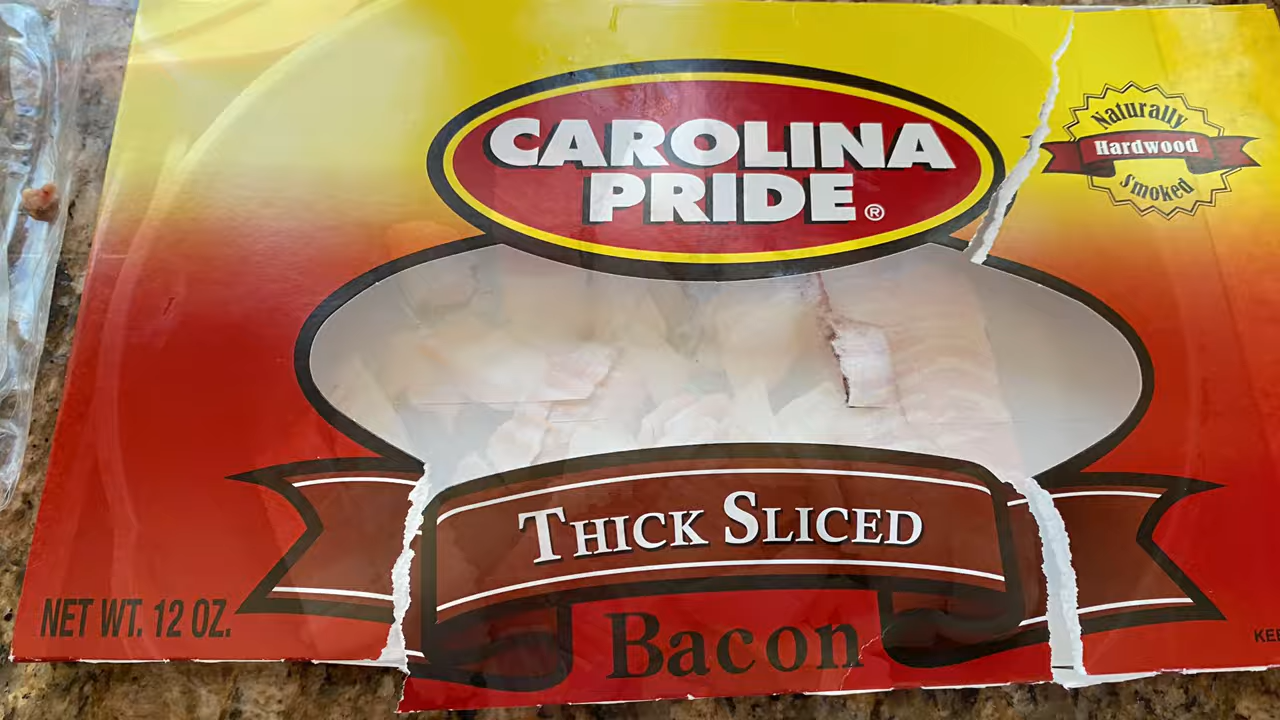 CAROLINA
PRIDE®
Naturally
Hardwood
Smoked
THICK SLICED
Bacon
NET WT. 12 OZ.